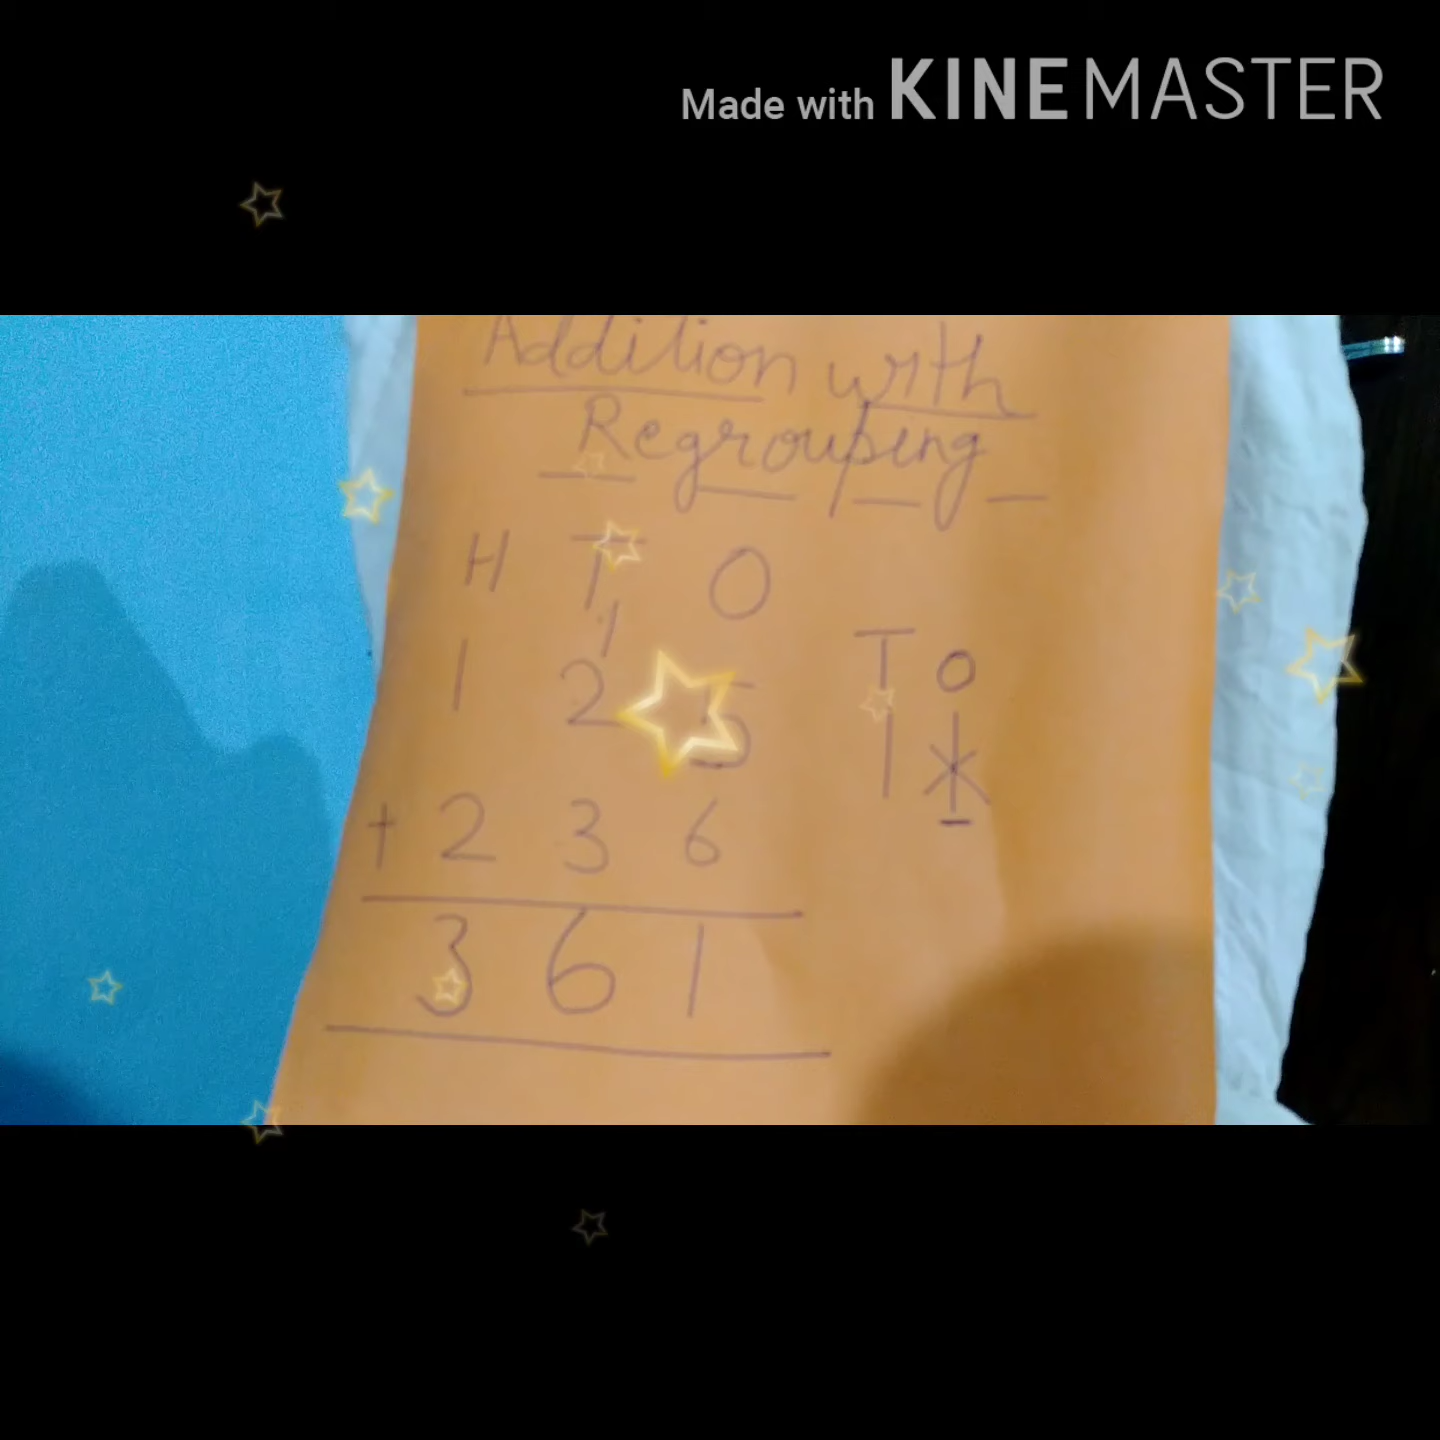 Made with KINEMASTER
Addition with
Regrouping
H T O
1
1 2 5
+ 2 3 6
3 6 1
T O
1 1